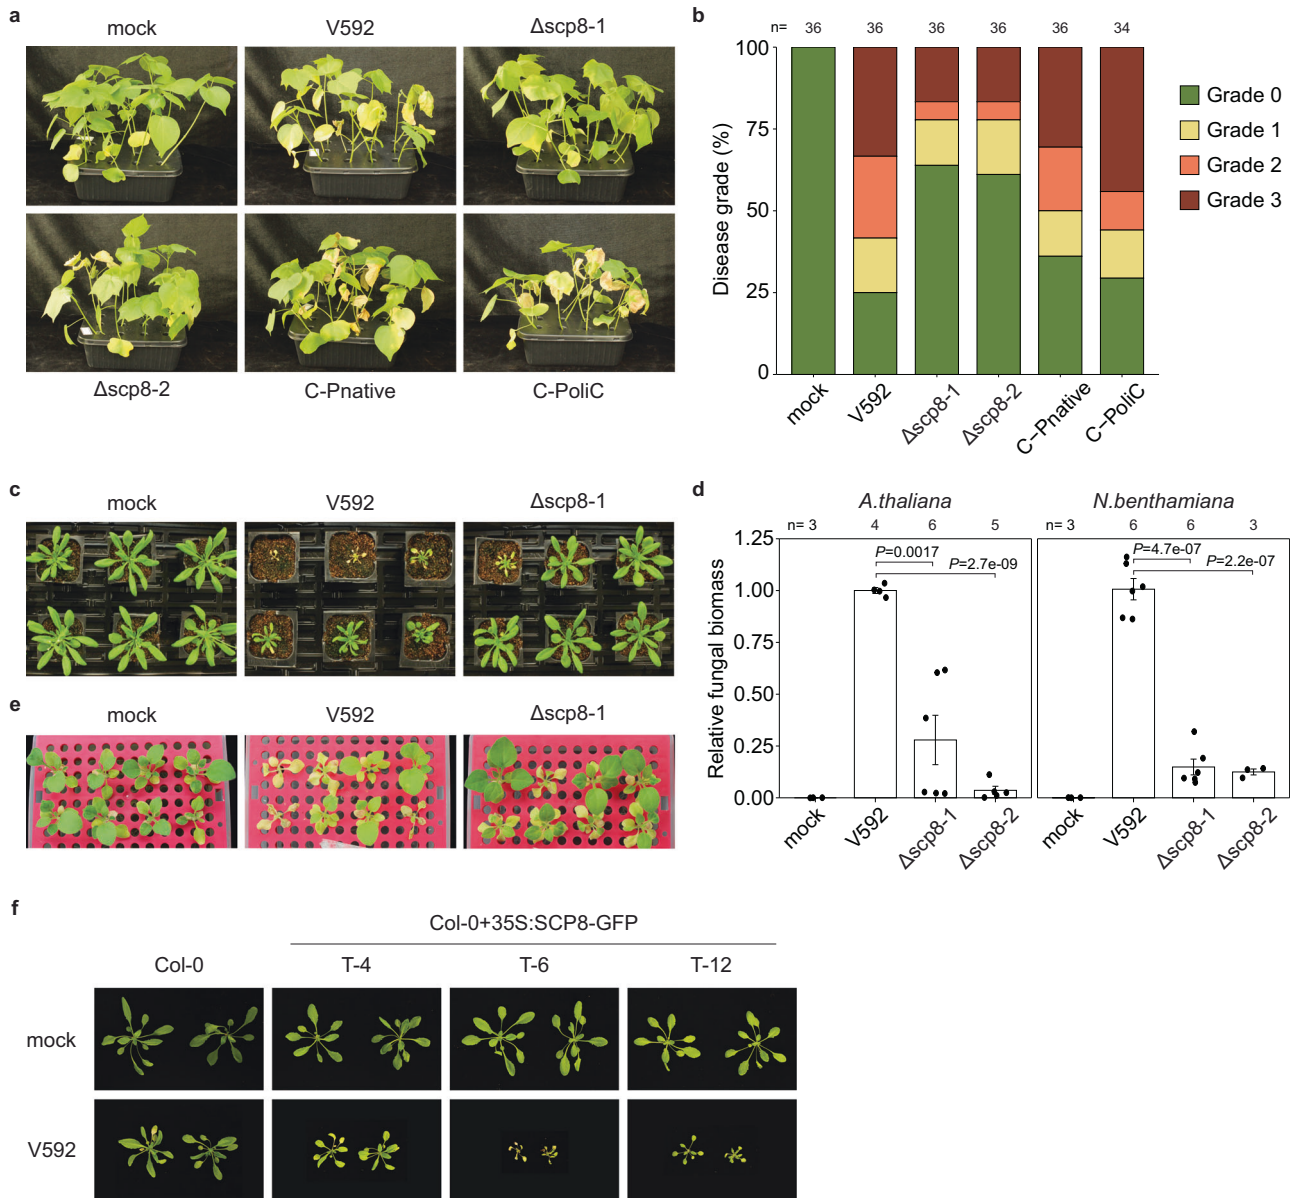 a
mock
V592
Δscp8-1
Δscp8-2
C-Pnative
C-PoliC
b
n=
36
36
36
36
36
34
100
75
50
25
0
Disease grade (%)
mock
V592
Δscp8-1
Δscp8-2
C-Pnative
C-PoliC
Grade 0
Grade 1
Grade 2
Grade 3
c
mock
V592
Δscp8-1
d
A.thaliana
N.benthamiana
n= 3
4
6
5
n= 3
6
6
3
P=0.0017
P=2.7e-09
P=4.7e-07
P=2.2e-07
1.25
1.00
0.75
0.50
0.25
0.00
Relative fungal biomass
mock
V592
Δscp8-1
Δscp8-2
mock
V592
Δscp8-1
Δscp8-2
e
mock
V592
Δscp8-1
f
Col-0+35S:SCP8-GFP
Col-0
T-4
T-6
T-12
mock
V592